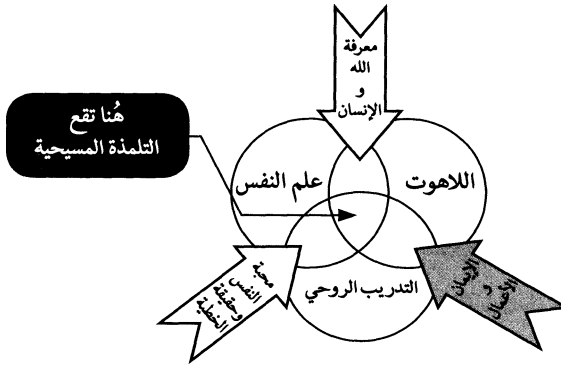 معرفة
الله
و
الإنسان
هُنا تقع
التلمذة المسيحية
اللاهوت
علم النفس
التدريب الروحي
محبة
النفس
وحقيقة
الخطية
الإيمان
و
الأعمال